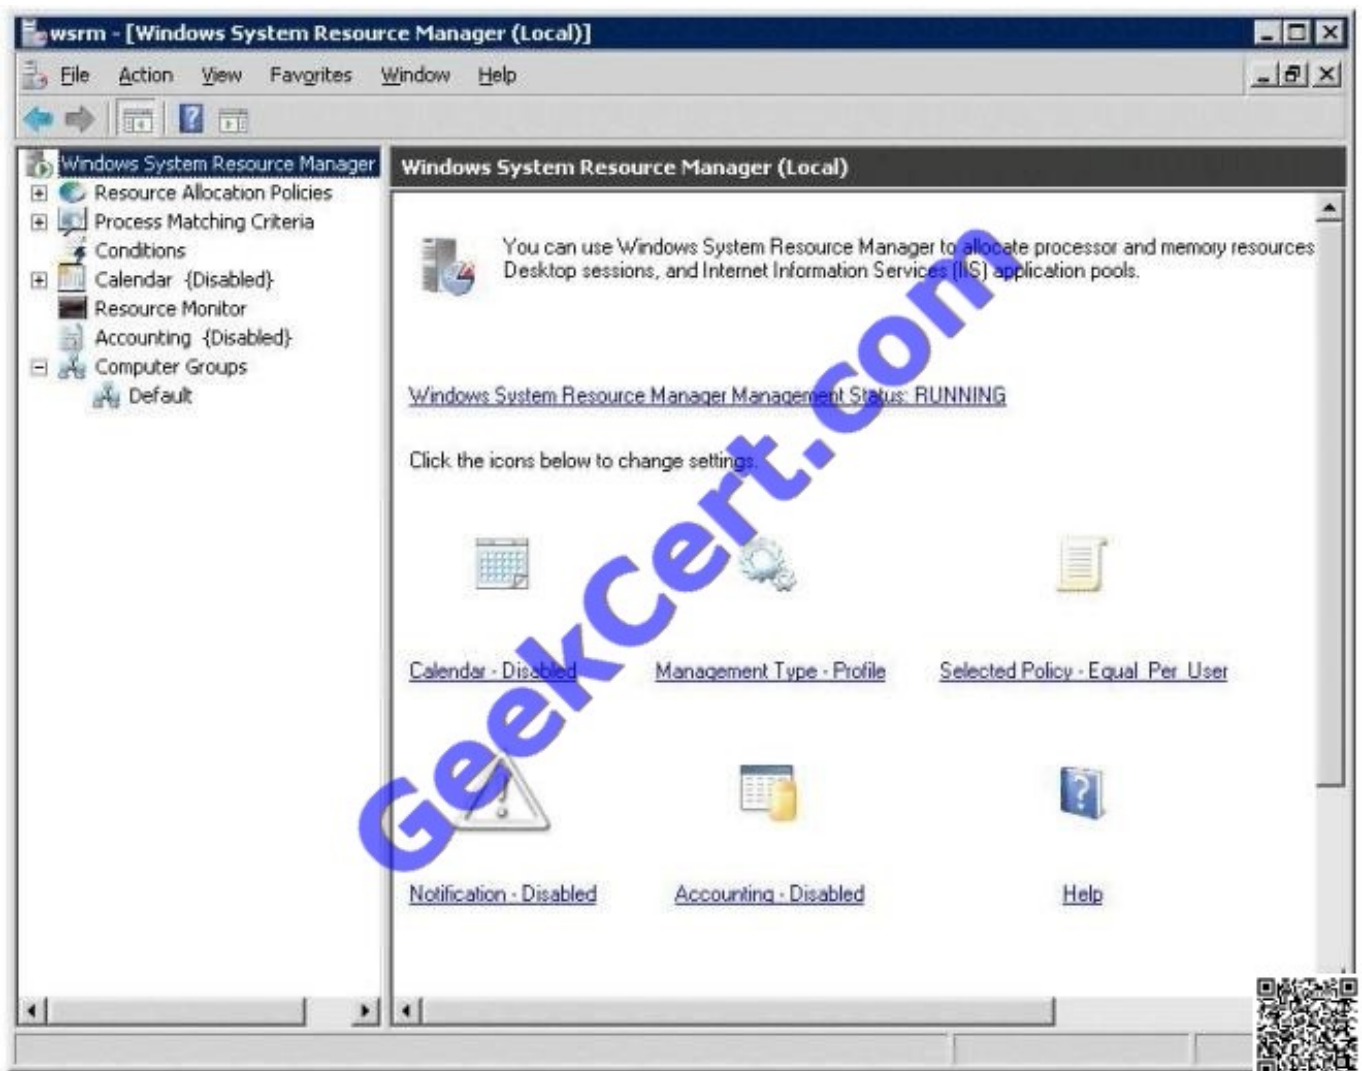 wsrm - [Windows System Resource Manager (Local)]
File Action View Favorites Window Help
Windows System Resource Manager
Resource Allocation Policies
Process Matching Criteria
Conditions
Calendar {Disabled}
Resource Monitor
Accounting {Disabled}
Computer Groups
Default
Windows System Resource Manager (Local)
You can use Windows System Resource Manager to allocate processor and memory resources
Desktop sessions, and Internet Information Services (IIS) application pools.
Windows System Resource Manager Management Status: RUNNING
Click the icons below to change settings.
Calendar - Disabled
Management Type - Profile
Selected Policy - Equal_Per_User
Notification - Disabled
Accounting - Disabled
Help
GeekCert.com